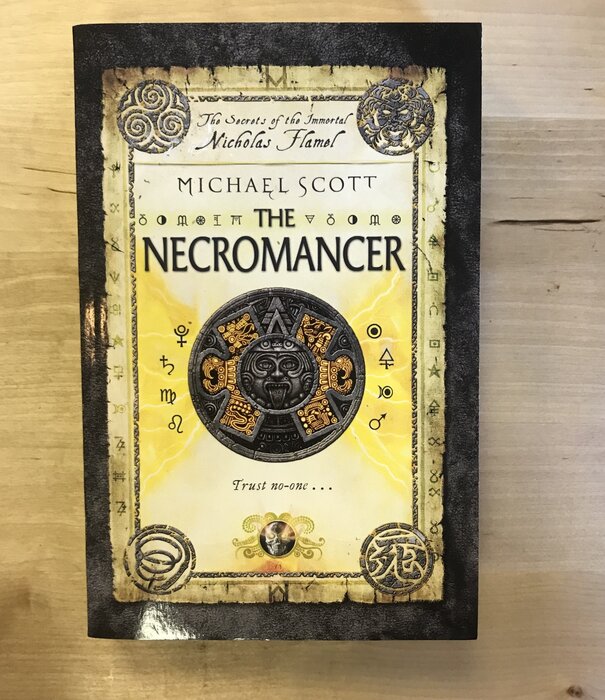 The Secrets of the Immortal
Nicholas Flamel
MICHAEL SCOTT
THE
NECROMANCER
Trust no-one . . .